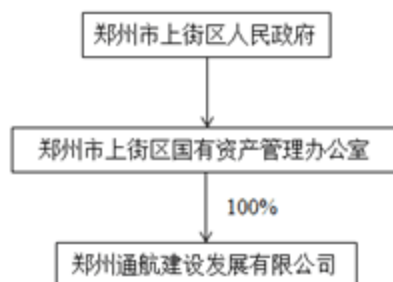 郑州市上街区人民政府
郑州市上街区国有资产管理办公室
100%
郑州通航建设发展有限公司